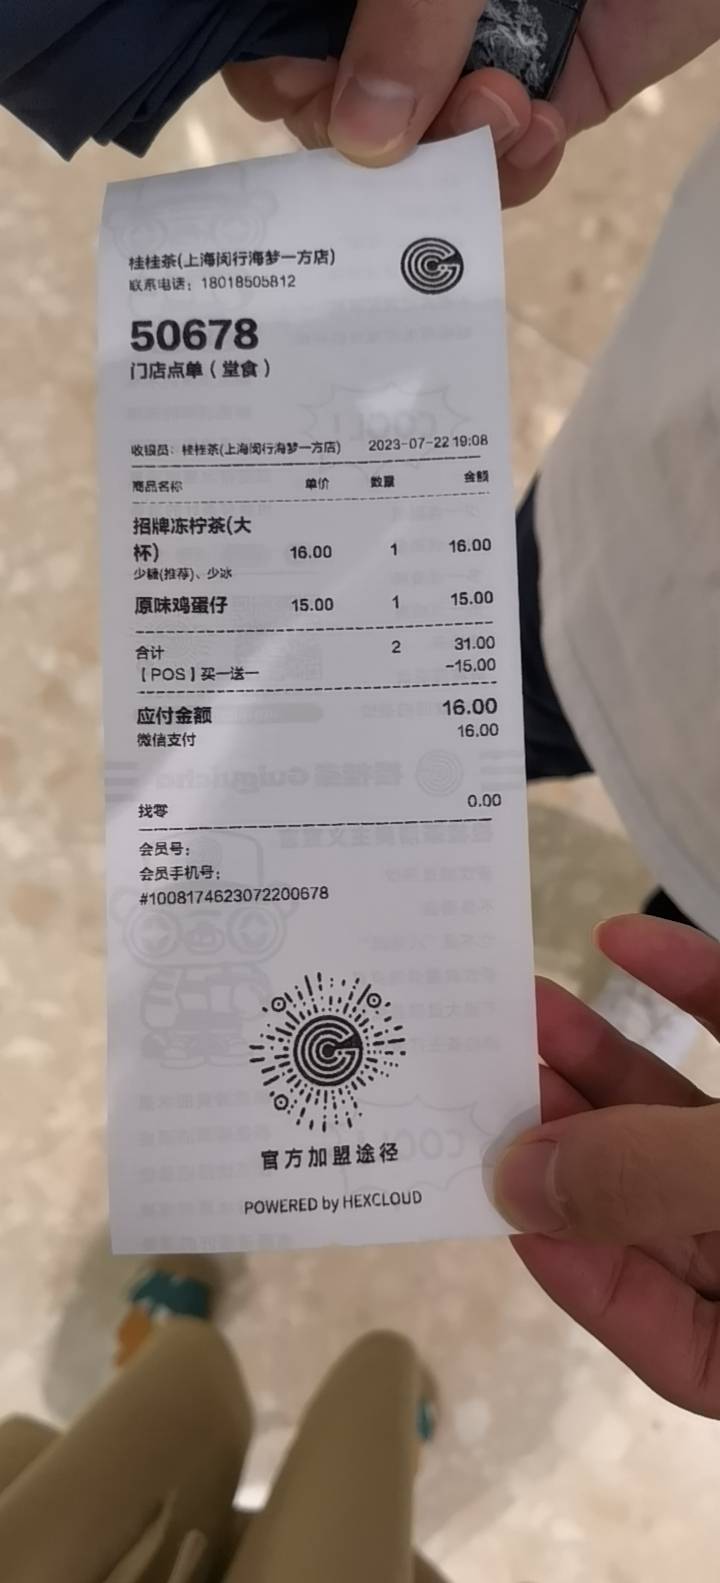 桂桂茶(上海闵行海梦一方店)
联系电话：18018505812
50678
门店点单（堂食）
收银员：桂桂茶(上海闵行海梦一方店) 2023-07-22 19:08
商品名称 单价 数量 金额
招牌冻柠茶(大
杯) 16.00 1 16.00
少糖(推荐)、少冰
原味鸡蛋仔 15.00 1 15.00
合计 2 31.00
【POS】买一送一 -15.00
应付金额 16.00
微信支付 16.00
找零 0.00
会员号：
会员手机号：
#1008174623072200678
官方加盟途径
POWERED by HEXCLOUD